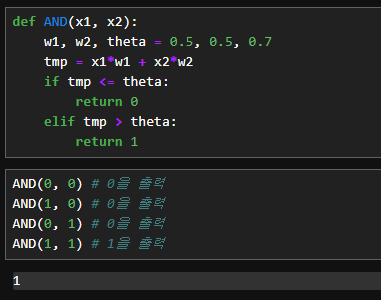 def AND(x1, x2):
    w1, w2, theta = 0.5, 0.5, 0.7
    tmp = x1*w1 + x2*w2
    if tmp <= theta:
        return 0
    elif tmp > theta:
        return 1
AND(0, 0) # 0을 출력
AND(1, 0) # 0을 출력
AND(0, 1) # 0을 출력
AND(1, 1) # 1을 출력
1